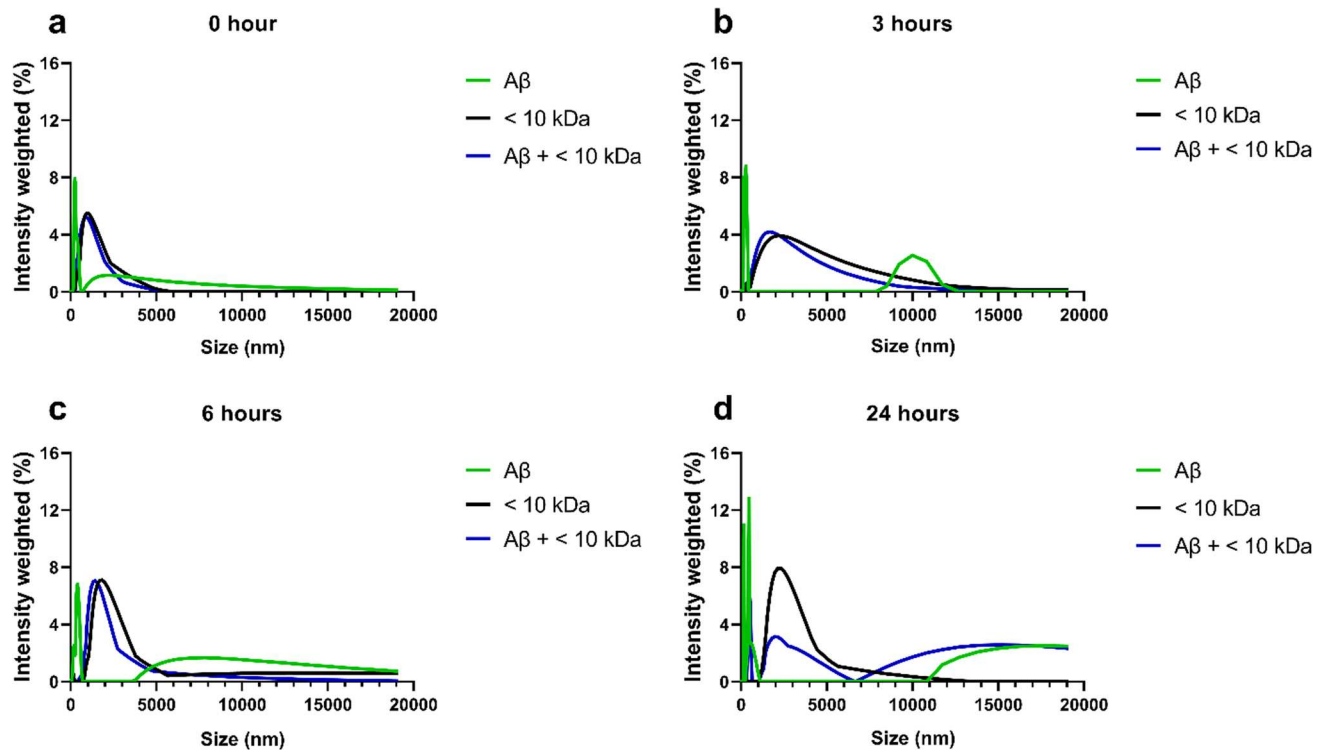 a
0 hour
Intensity weighted (%)
16
12
8
4
0
0 5000 10000 15000 20000
Size (nm)
Aβ
< 10 kDa
Aβ + < 10 kDa
b
3 hours
Intensity weighted (%)
16
12
8
4
0
0 5000 10000 15000 20000
Size (nm)
Aβ
< 10 kDa
Aβ + < 10 kDa
c
6 hours
Intensity weighted (%)
16
12
8
4
0
0 5000 10000 15000 20000
Size (nm)
Aβ
< 10 kDa
Aβ + < 10 kDa
d
24 hours
Intensity weighted (%)
16
12
8
4
0
0 5000 10000 15000 20000
Size (nm)
Aβ
< 10 kDa
Aβ + < 10 kDa